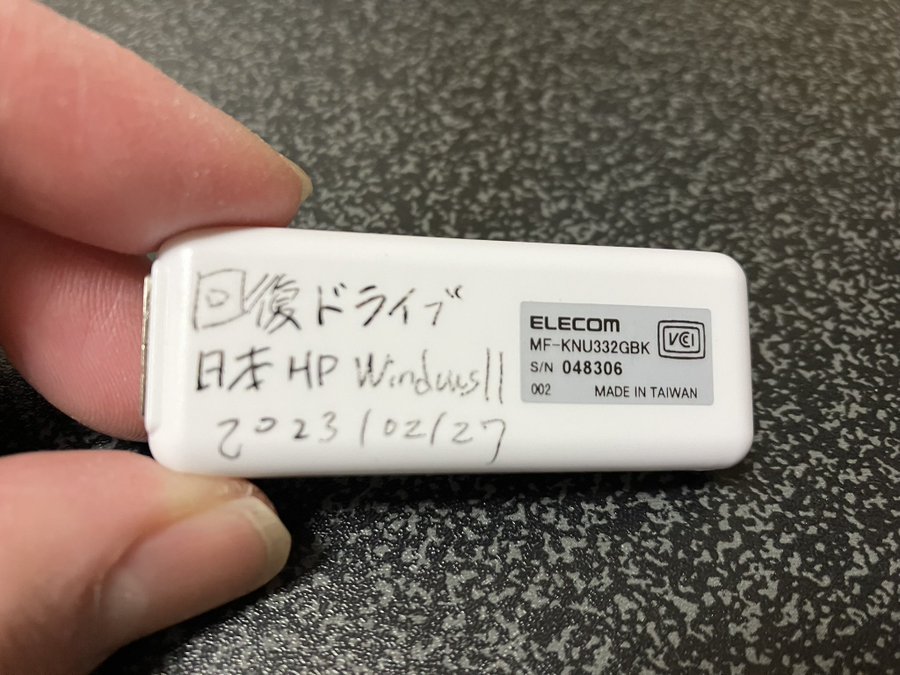 回復ドライブ
日本HP Windows11
2023/02/27
ELECOM
MF-KNU332GBK
VCCI
S/N 048306
002 MADE IN TAIWAN